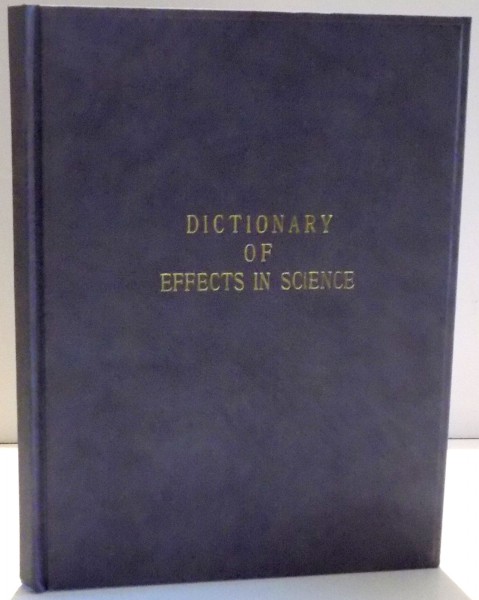 DICTIONARY
OF
EFFECTS IN SCIENCE